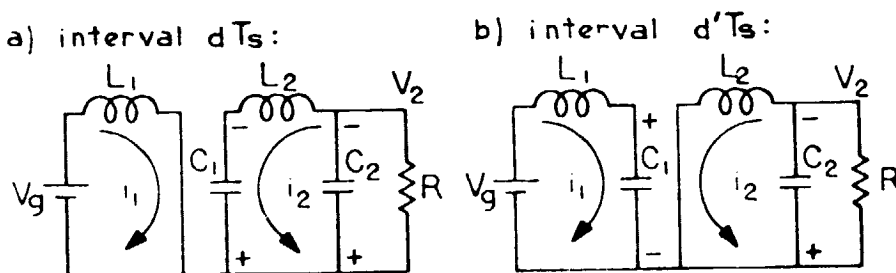 a) interval dTs:
L1
L2
V2
Vg
i1
C1
i2
C2
R
− − + +
b) interval d'Ts:
L1
L2
V2
Vg
i1
C1
i2
C2
R
+ − − +